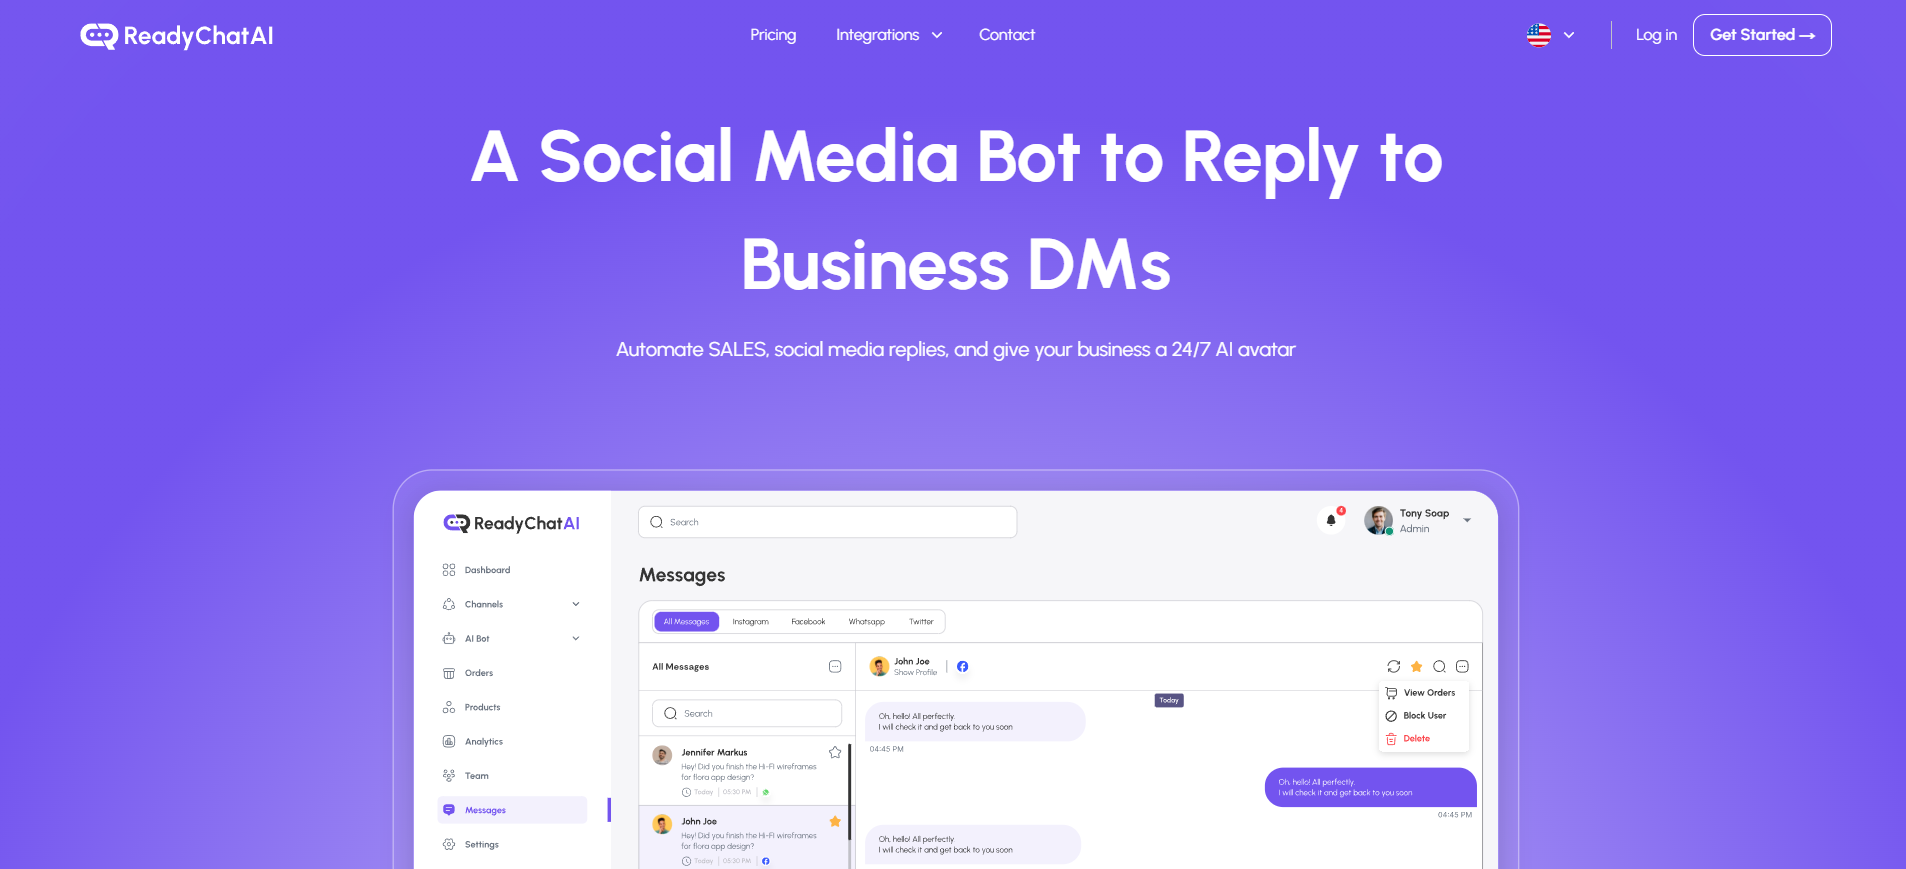 ReadyChatAI
Pricing
Integrations
Contact
Log in
Get Started →
A Social Media Bot to Reply to
Business DMs
Automate SALES, social media replies, and give your business a 24/7 AI avatar
ReadyChatAI
Search
4
Tony Soap
Admin
Dashboard
Channels
AI Bot
Orders
Products
Analytics
Team
Messages
Settings
Messages
All Messages
Instagram
Facebook
Whatsapp
Twitter
All Messages
Search
Jennifer Markus
Hey! Did you finish the Hi-FI wireframes
for flora app design?
Today | 05:30 PM
John Joe
Hey! Did you finish the Hi-FI wireframes
for flora app design?
Today | 05:30 PM
John Joe
Show Profile
View Orders
Block User
Delete
Today
Oh, hello! All perfectly.
I will check it and get back to you soon
04:45 PM
Oh, hello! All perfectly.
I will check it and get back to you soon
04:45 PM
Oh, hello! All perfectly
I will check it and get back to you soon